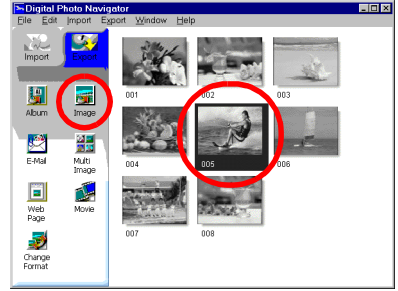 Digital Photo Navigator
File Edit Import Export Window Help
Import Export
001 002 003
Album Image
004 005 006
E-Mail Multi Image
Web Page Movie
007 008
Change Format